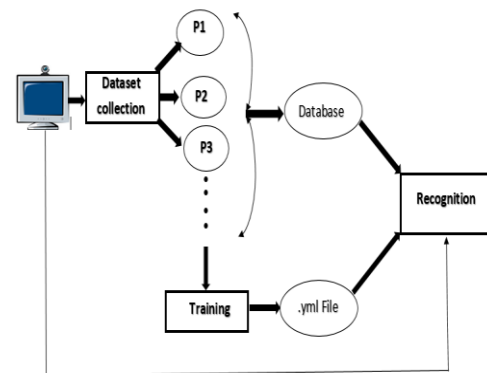 P1
Dataset
collection
P2
P3
Database
Recognition
Training
.yml File